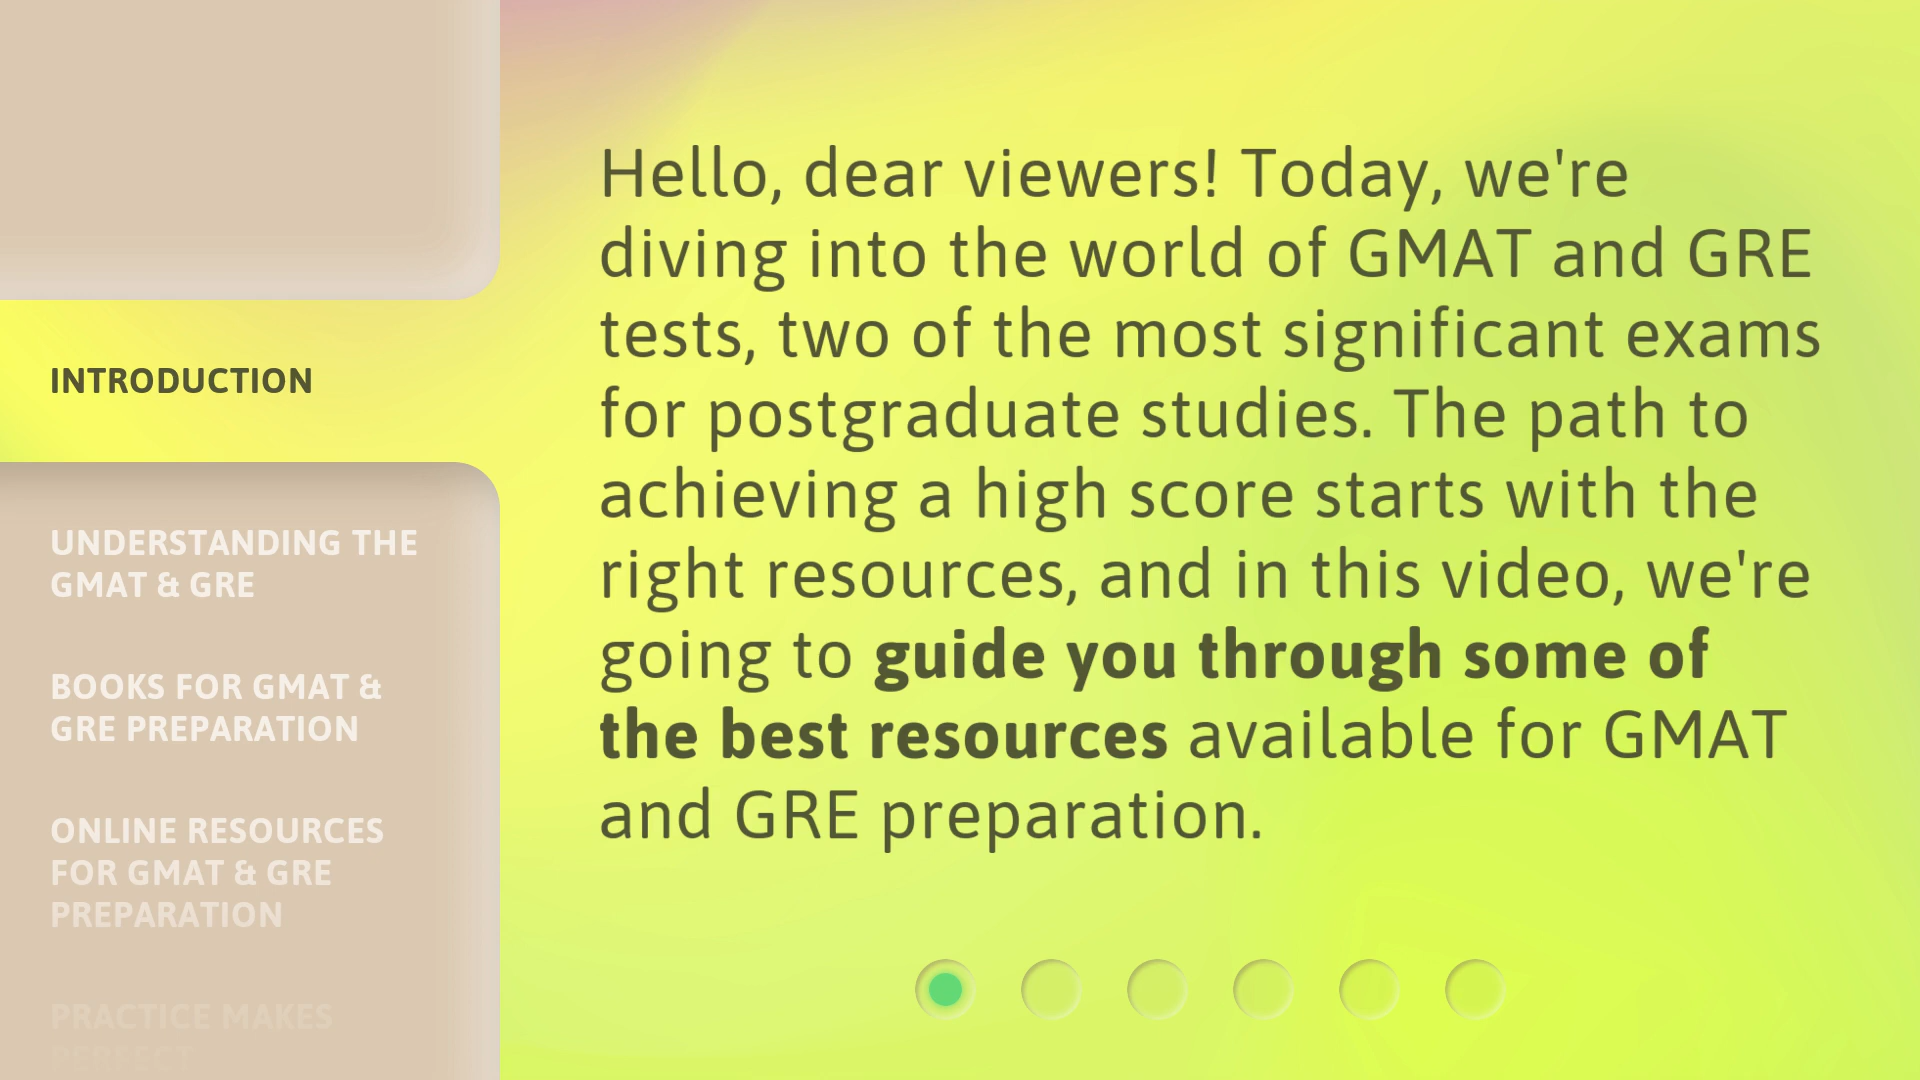 INTRODUCTION
UNDERSTANDING THE
GMAT & GRE
BOOKS FOR GMAT &
GRE PREPARATION
ONLINE RESOURCES
FOR GMAT & GRE
PREPARATION
PRACTICE MAKES
PERFECT
Hello, dear viewers! Today, we're
diving into the world of GMAT and GRE
tests, two of the most significant exams
for postgraduate studies. The path to
achieving a high score starts with the
right resources, and in this video, we're
going to guide you through some of
the best resources available for GMAT
and GRE preparation.